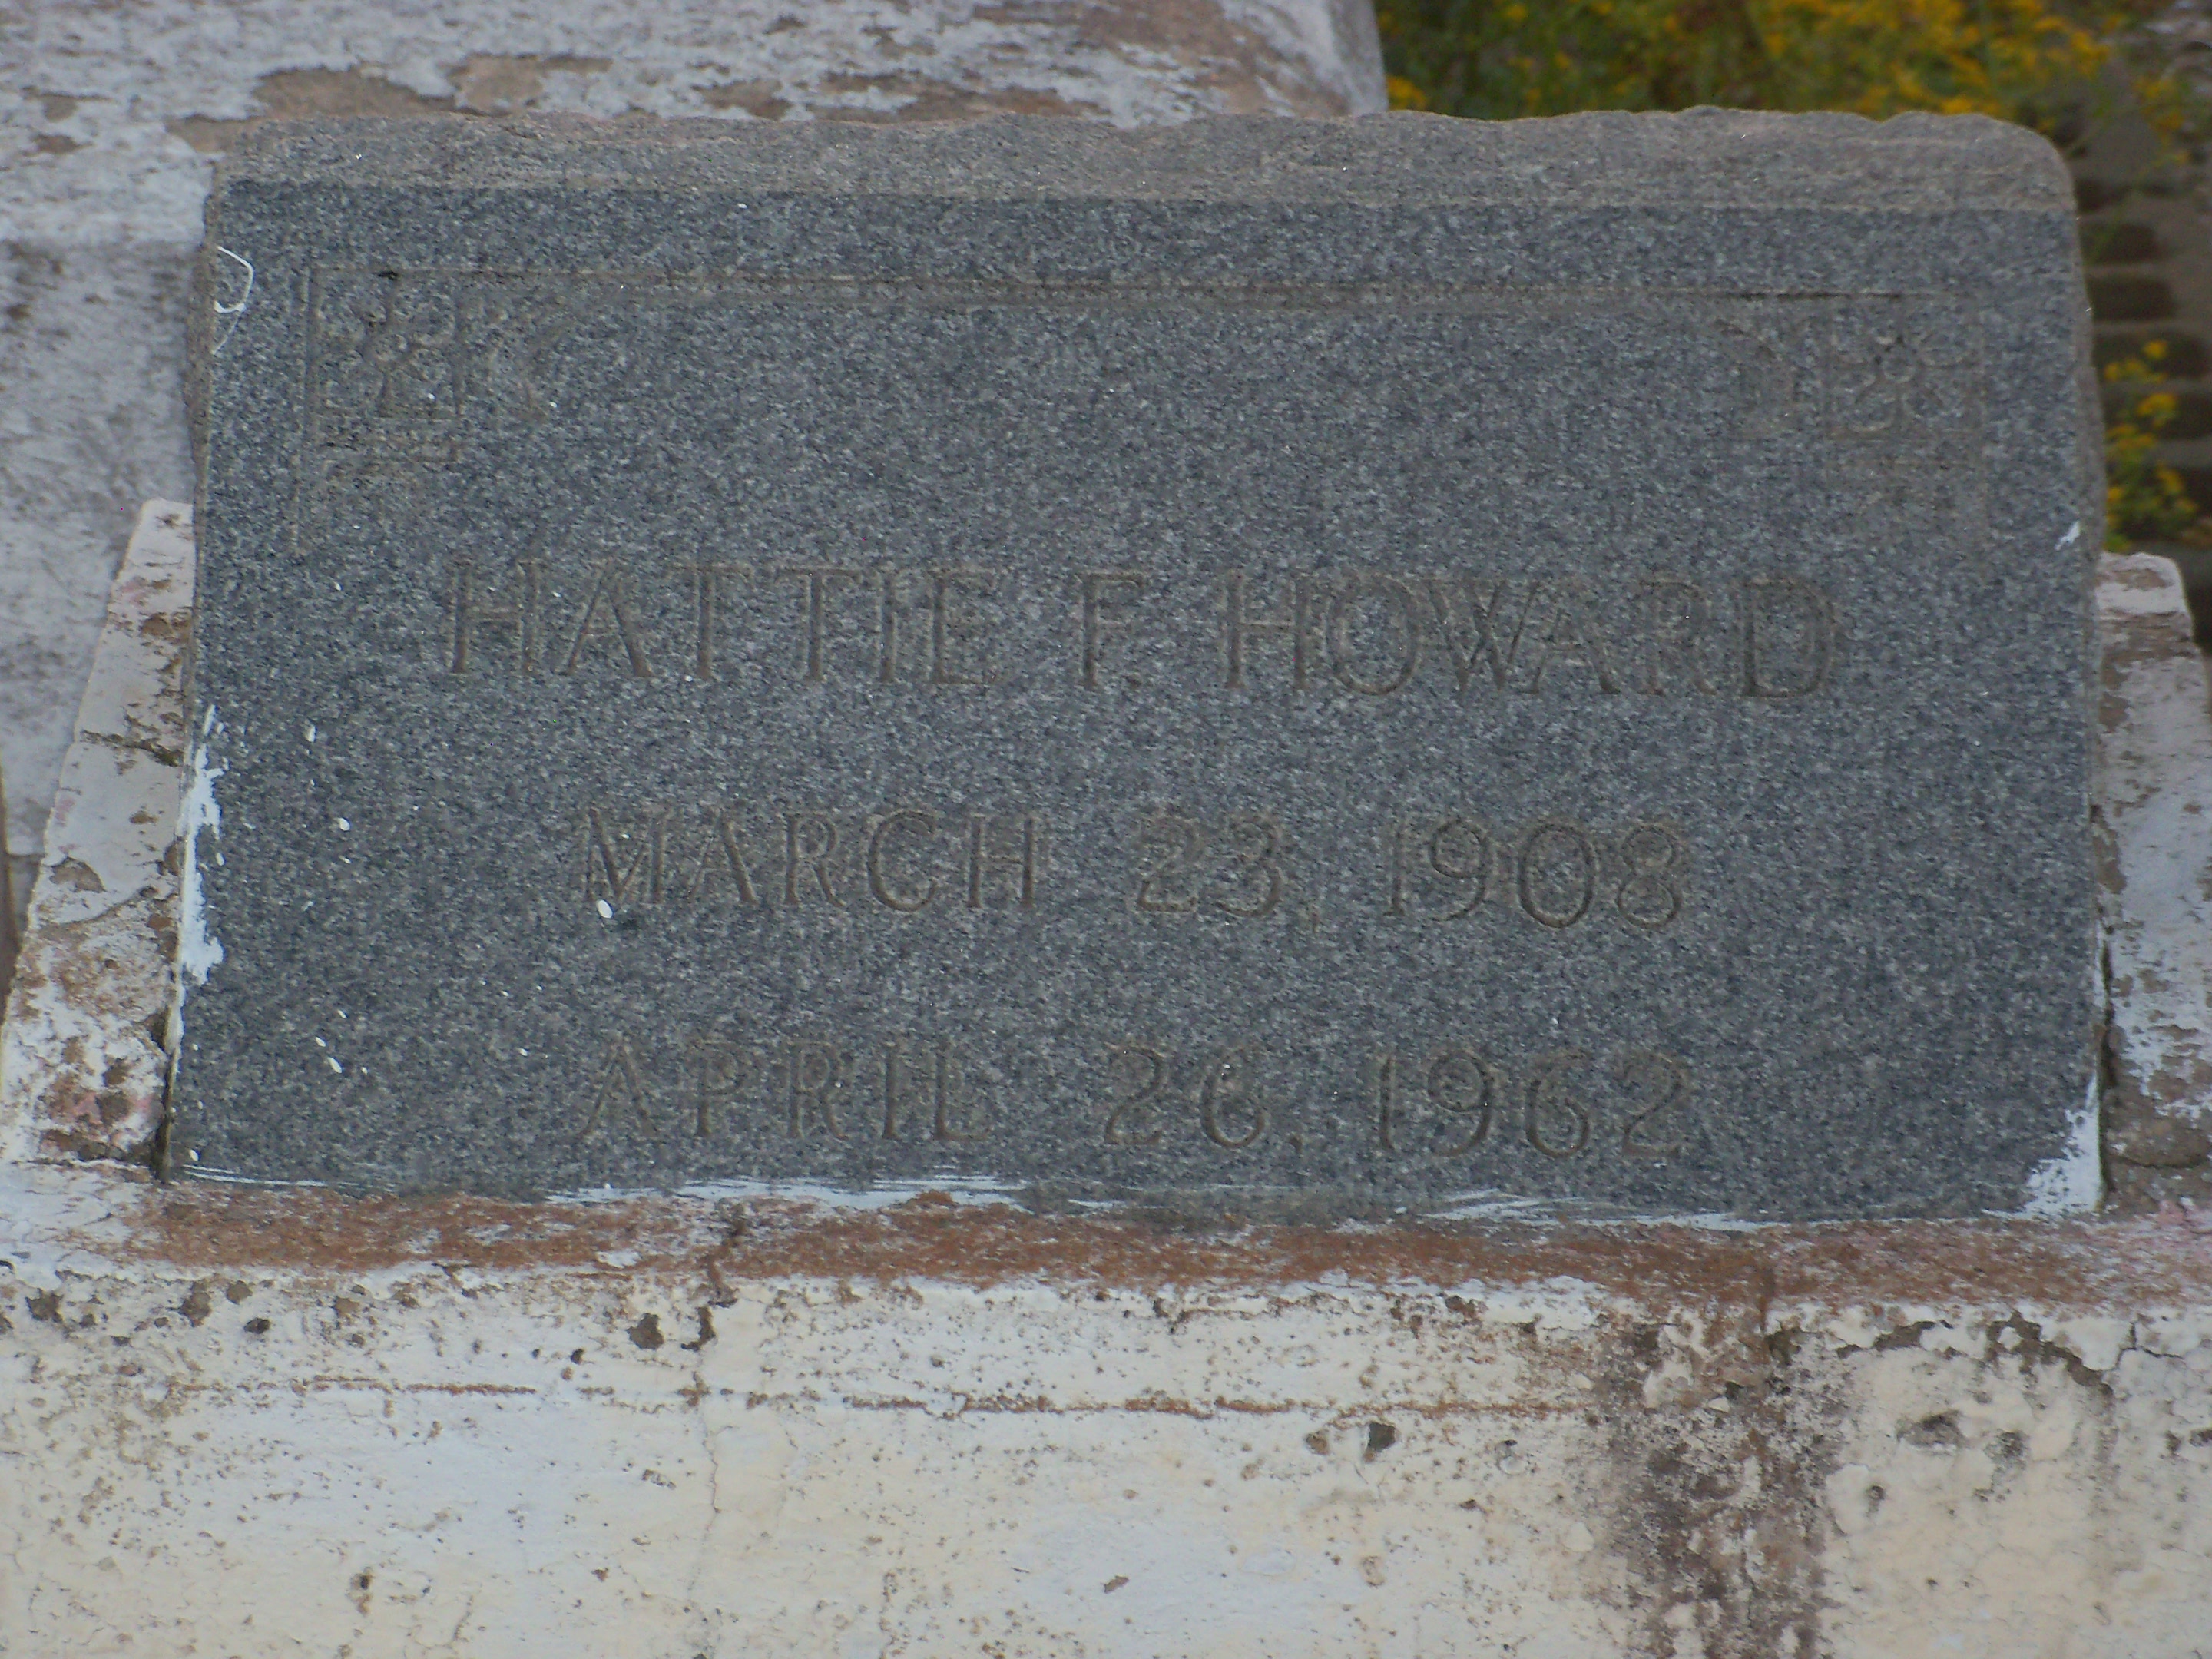 HATTIE F. HOWARD
MARCH 23, 1908
APRIL 26, 1962